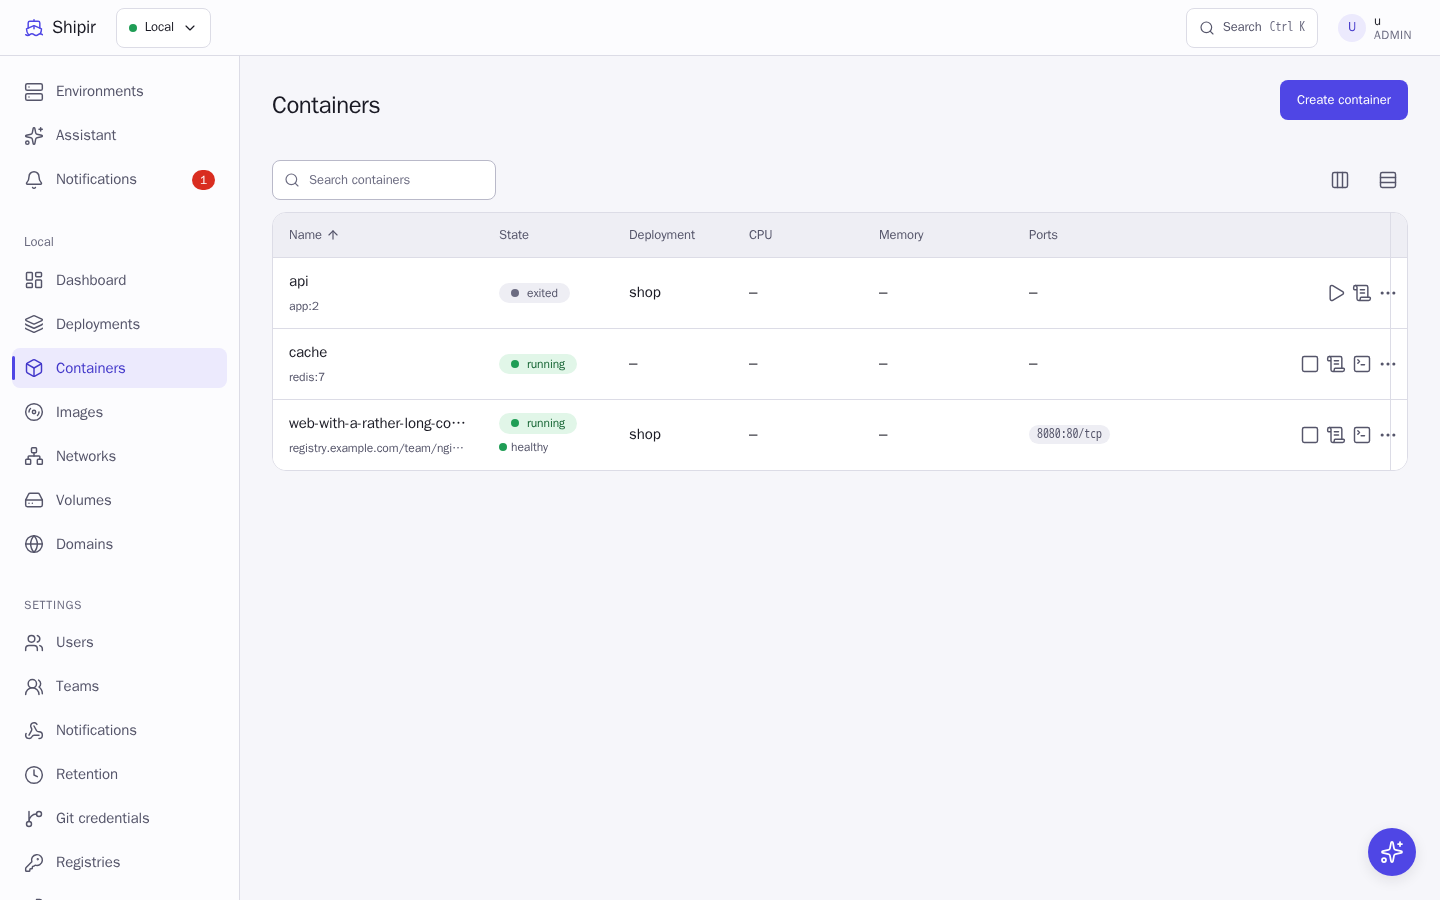 Shipir
Local
Search Ctrl K
U
u
ADMIN
Environments
Assistant
Notifications 1
Local
Dashboard
Deployments
Containers
Images
Networks
Volumes
Domains
SETTINGS
Users
Teams
Notifications
Retention
Git credentials
Registries
Containers
Create container
Search containers
Name State Deployment CPU Memory Ports
api exited shop – – –
app:2
cache running – – – –
redis:7
web-with-a-rather-long-co… running shop – – 8080:80/tcp
registry.example.com/team/ngi… healthy